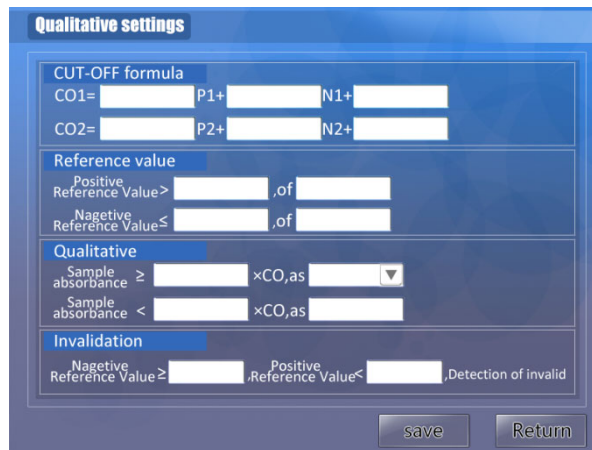 Qualitative settings
CUT-OFF formula
CO1= P1+ N1+
CO2= P2+ N2+
Reference value
Positive
Reference Value> ,of
Nagetive
Reference Value≤ ,of
Qualitative
Sample
absorbance ≥ ×CO,as
Sample
absorbance < ×CO,as
Invalidation
Nagetive
Reference Value≥ ,Positive
Reference Value< ,Detection of invalid
save Return